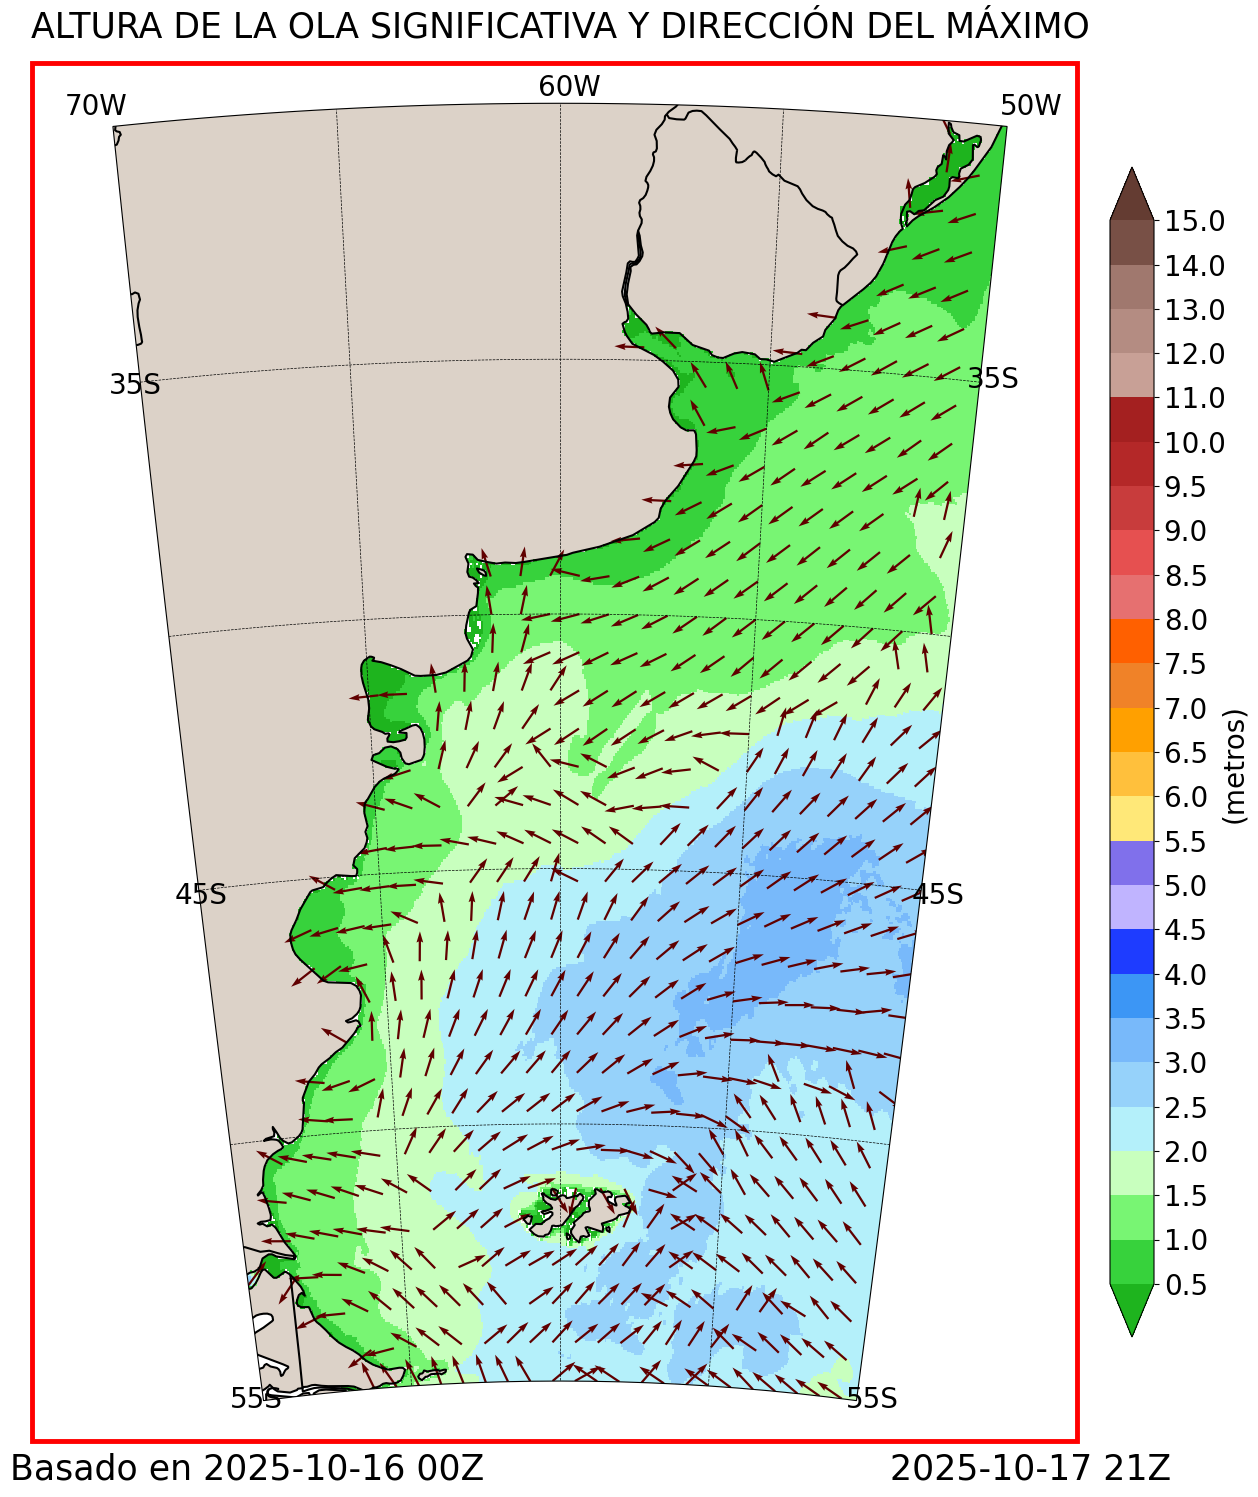 ALTURA DE LA OLA SIGNIFICATIVA Y DIRECCIÓN DEL MÁXIMO
70W
60W
50W
35S
35S
45S
45S
55S
55S
15.0
14.0
13.0
12.0
11.0
10.0
9.5
9.0
8.5
8.0
7.5
7.0
6.5
6.0
5.5
5.0
4.5
4.0
3.5
3.0
2.5
2.0
1.5
1.0
0.5
(metros)
Basado en 2025-10-16 00Z
2025-10-17 21Z